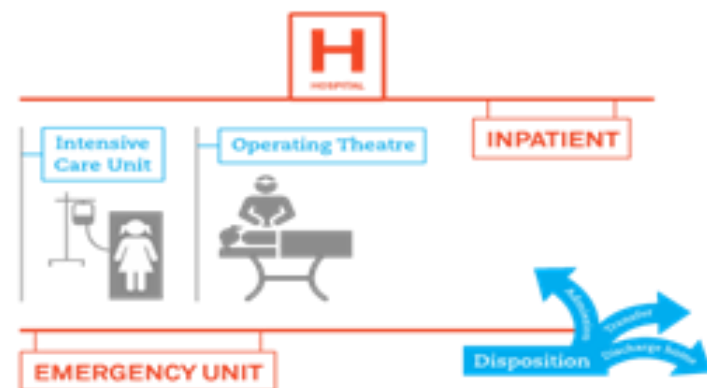 H
HOSPITAL
INPATIENT
Intensive
Care Unit
Operating Theatre
Admission
Transfer
Discharge home
Disposition
EMERGENCY UNIT